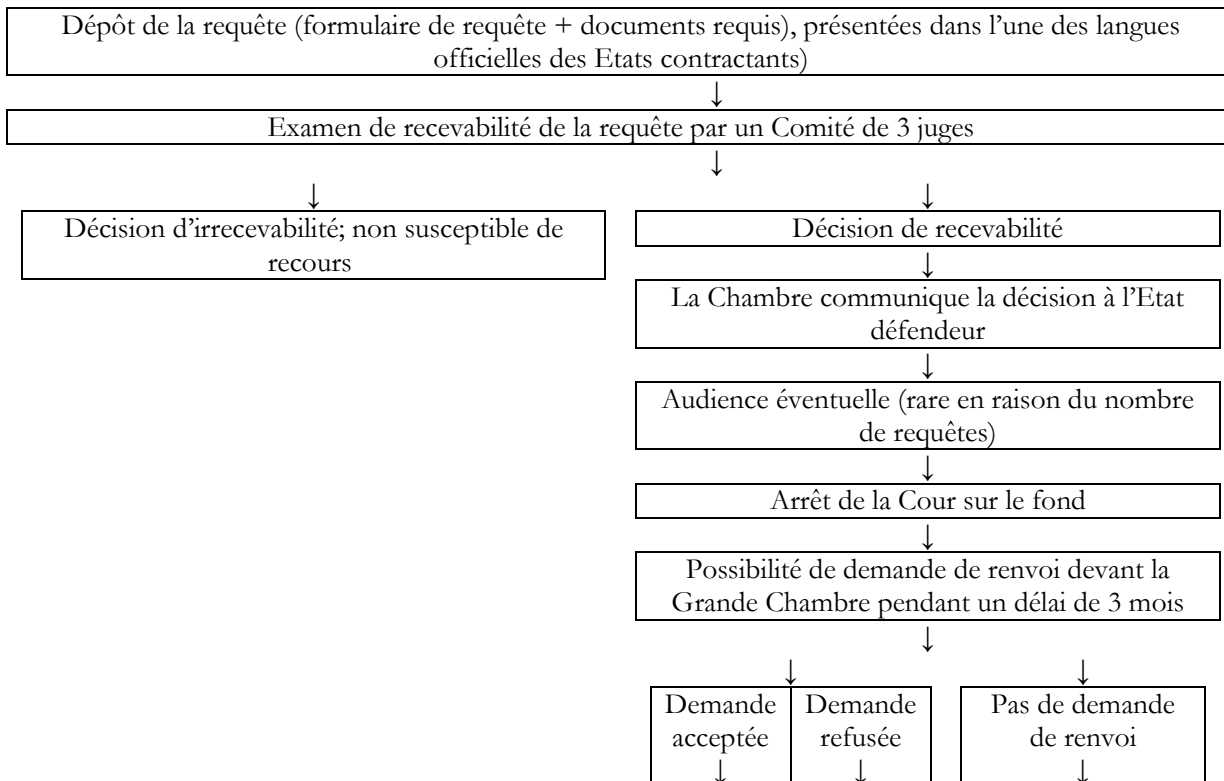 Dépôt de la requête (formulaire de requête + documents requis), présentées dans l’une des langues
officielles des Etats contractants)
↓
Examen de recevabilité de la requête par un Comité de 3 juges
↓
↓ ↓
Décision d’irrecevabilité; non susceptible de
recours
Décision de recevabilité
↓
La Chambre communique la décision à l’Etat
défendeur
↓
Audience éventuelle (rare en raison du nombre
de requêtes)
↓
Arrêt de la Cour sur le fond
↓
Possibilité de demande de renvoi devant la
Grande Chambre pendant un délai de 3 mois
↓
↓ ↓
Demande
acceptée
↓
Demande
refusée
↓
Pas de demande
de renvoi
↓